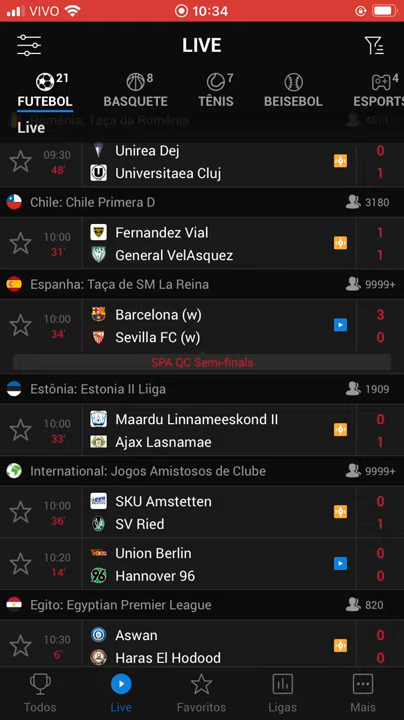 VIVO 10:34
LIVE
21 8 7 4
FUTEBOL BASQUETE TÊNIS BEISEBOL ESPORTS
Romênia: Taça da Romênia 4571
Live
09:30 Unirea Dej 0
48' Universitaea Cluj 1
Chile: Chile Primera D 3180
10:00 Fernandez Vial 1
31' General VelAsquez 1
Espanha: Taça de SM La Reina 9999+
10:00 Barcelona (w) 3
34' Sevilla FC (w) 0
SPA QC Semi-finals
Estônia: Estonia II Liiga 1909
10:00 Maardu Linnameeskond II 0
33' Ajax Lasnamae 1
International: Jogos Amistosos de Clube 9999+
10:00 SKU Amstetten 0
36' SV Ried 1
10:20 Union Berlin 0
14' Hannover 96 0
Egito: Egyptian Premier League 820
10:30 Aswan 0
6' Haras El Hodood 0
Todos Live Favoritos Ligas Mais